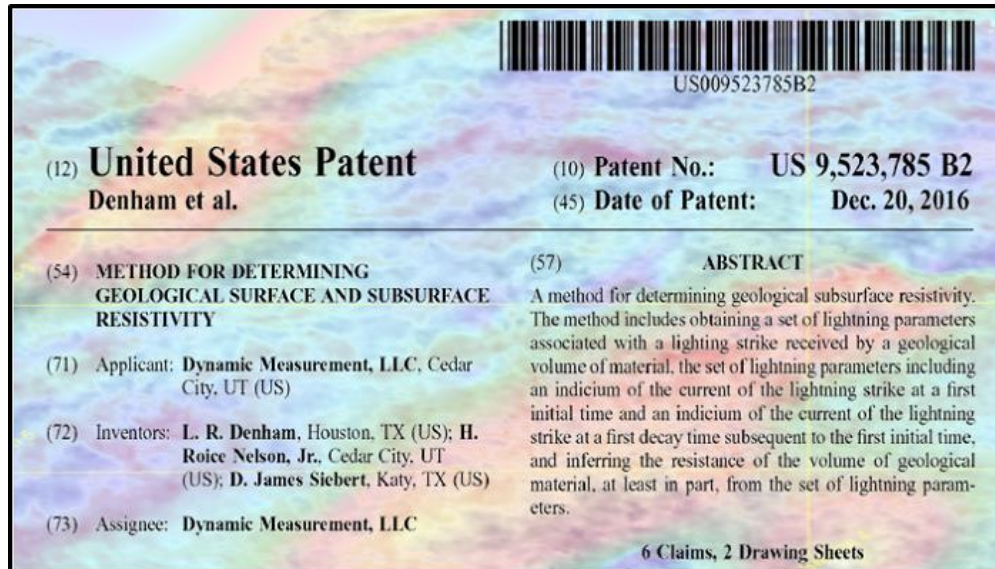 US009523785B2
(12) United States Patent
Denham et al.
(10) Patent No.: US 9,523,785 B2
(45) Date of Patent: Dec. 20, 2016
(54) METHOD FOR DETERMINING
GEOLOGICAL SURFACE AND SUBSURFACE
RESISTIVITY
(71) Applicant: Dynamic Measurement, LLC, Cedar
City, UT (US)
(72) Inventors: L. R. Denham, Houston, TX (US); H.
Roice Nelson, Jr., Cedar City, UT
(US); D. James Siebert, Katy, TX (US)
(73) Assignee: Dynamic Measurement, LLC
(57) ABSTRACT
A method for determining geological subsurface resistivity.
The method includes obtaining a set of lightning parameters
associated with a lighting strike received by a geological
volume of material, the set of lightning parameters including
an indicium of the current of the lightning strike at a first
initial time and an indicium of the current of the lightning
strike at a first decay time subsequent to the first initial time,
and inferring the resistance of the volume of geological
material, at least in part, from the set of lightning param-
eters.
6 Claims, 2 Drawing Sheets